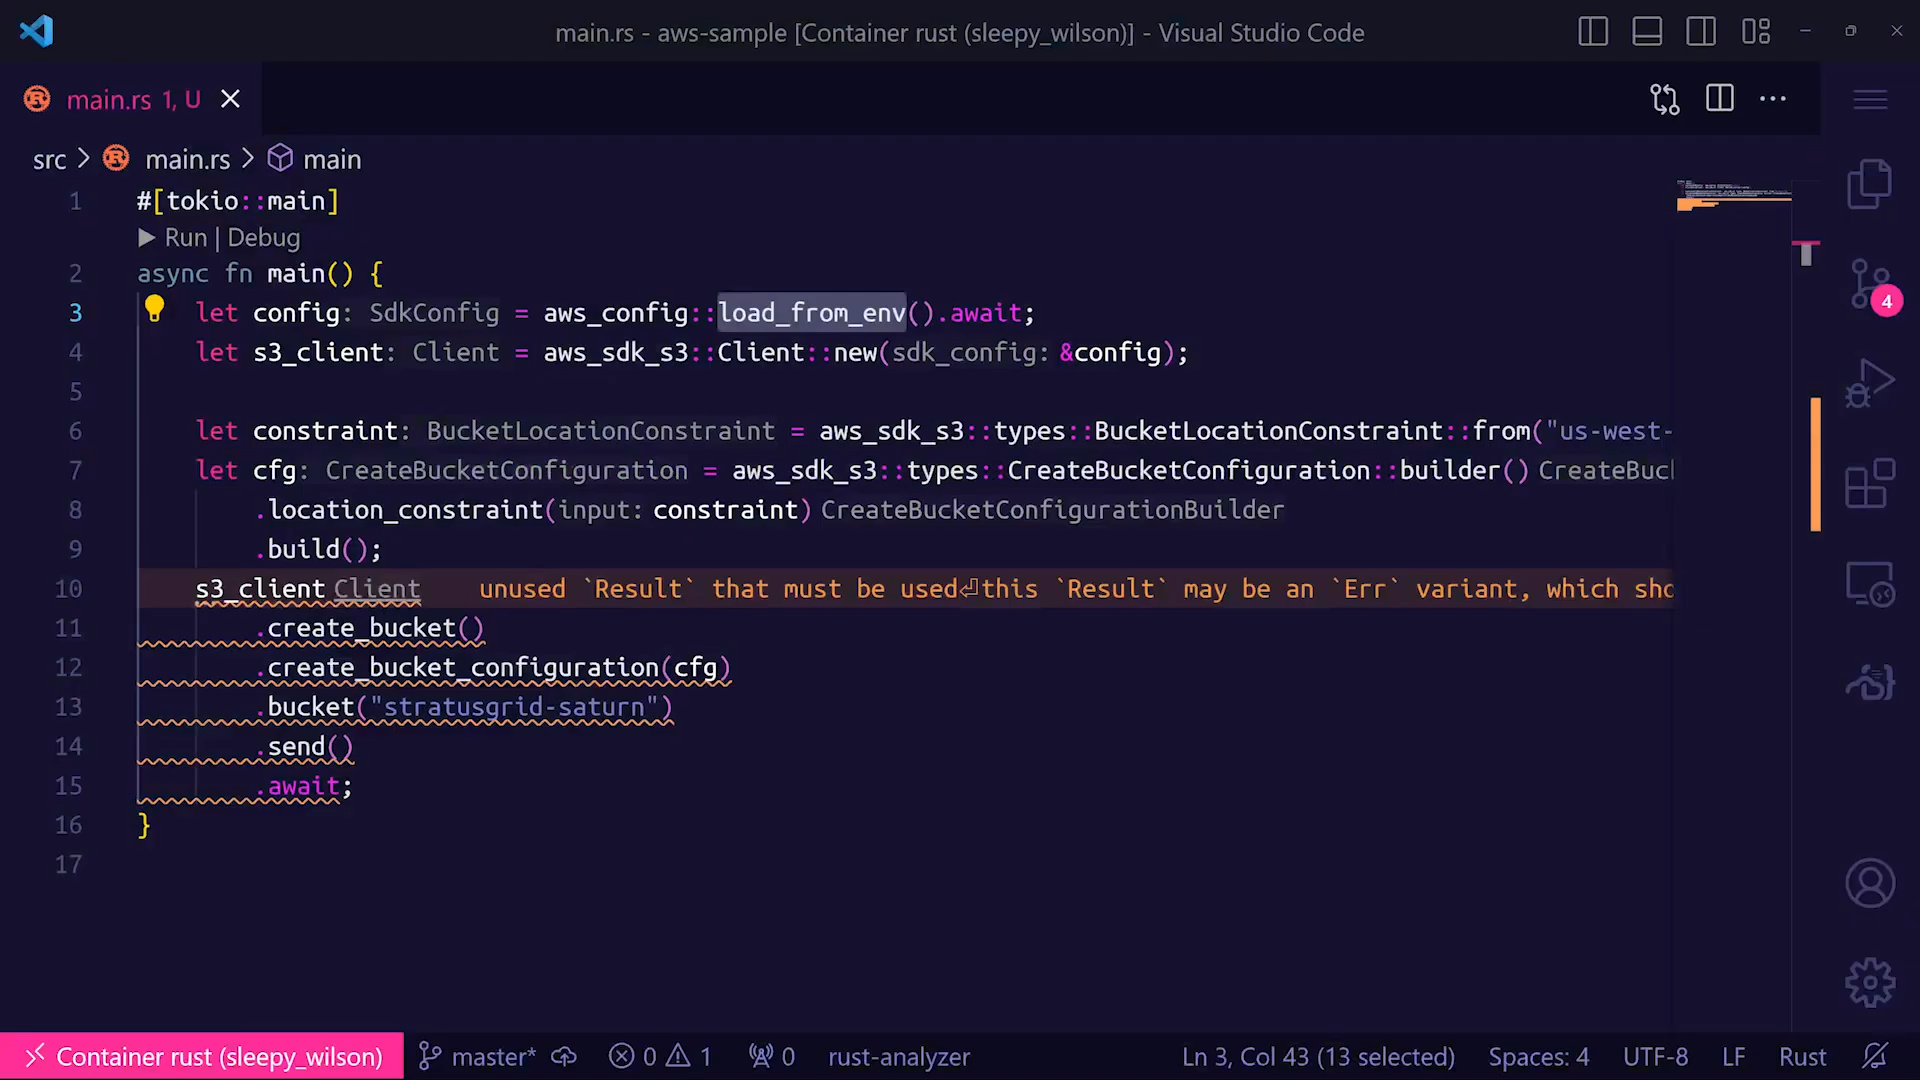 main.rs - aws-sample [Container rust (sleepy_wilson)] - Visual Studio Code
main.rs 1, U
src > main.rs > main
1 #[tokio::main]
Run | Debug
2 async fn main() {
3 let config: SdkConfig = aws_config::load_from_env().await;
4 let s3_client: Client = aws_sdk_s3::Client::new(sdk_config: &config);
5
6 let constraint: BucketLocationConstraint = aws_sdk_s3::types::BucketLocationConstraint::from("us-west-
7 let cfg: CreateBucketConfiguration = aws_sdk_s3::types::CreateBucketConfiguration::builder() CreateBuc
8 .location_constraint(input: constraint) CreateBucketConfigurationBuilder
9 .build();
10 s3_client Client unused `Result` that must be used⏎this `Result` may be an `Err` variant, which sho
11 .create_bucket()
12 .create_bucket_configuration(cfg)
13 .bucket("stratusgrid-saturn")
14 .send()
15 .await;
16 }
17
4
Container rust (sleepy_wilson) master* 0 1 0 rust-analyzer Ln 3, Col 43 (13 selected) Spaces: 4 UTF-8 LF Rust